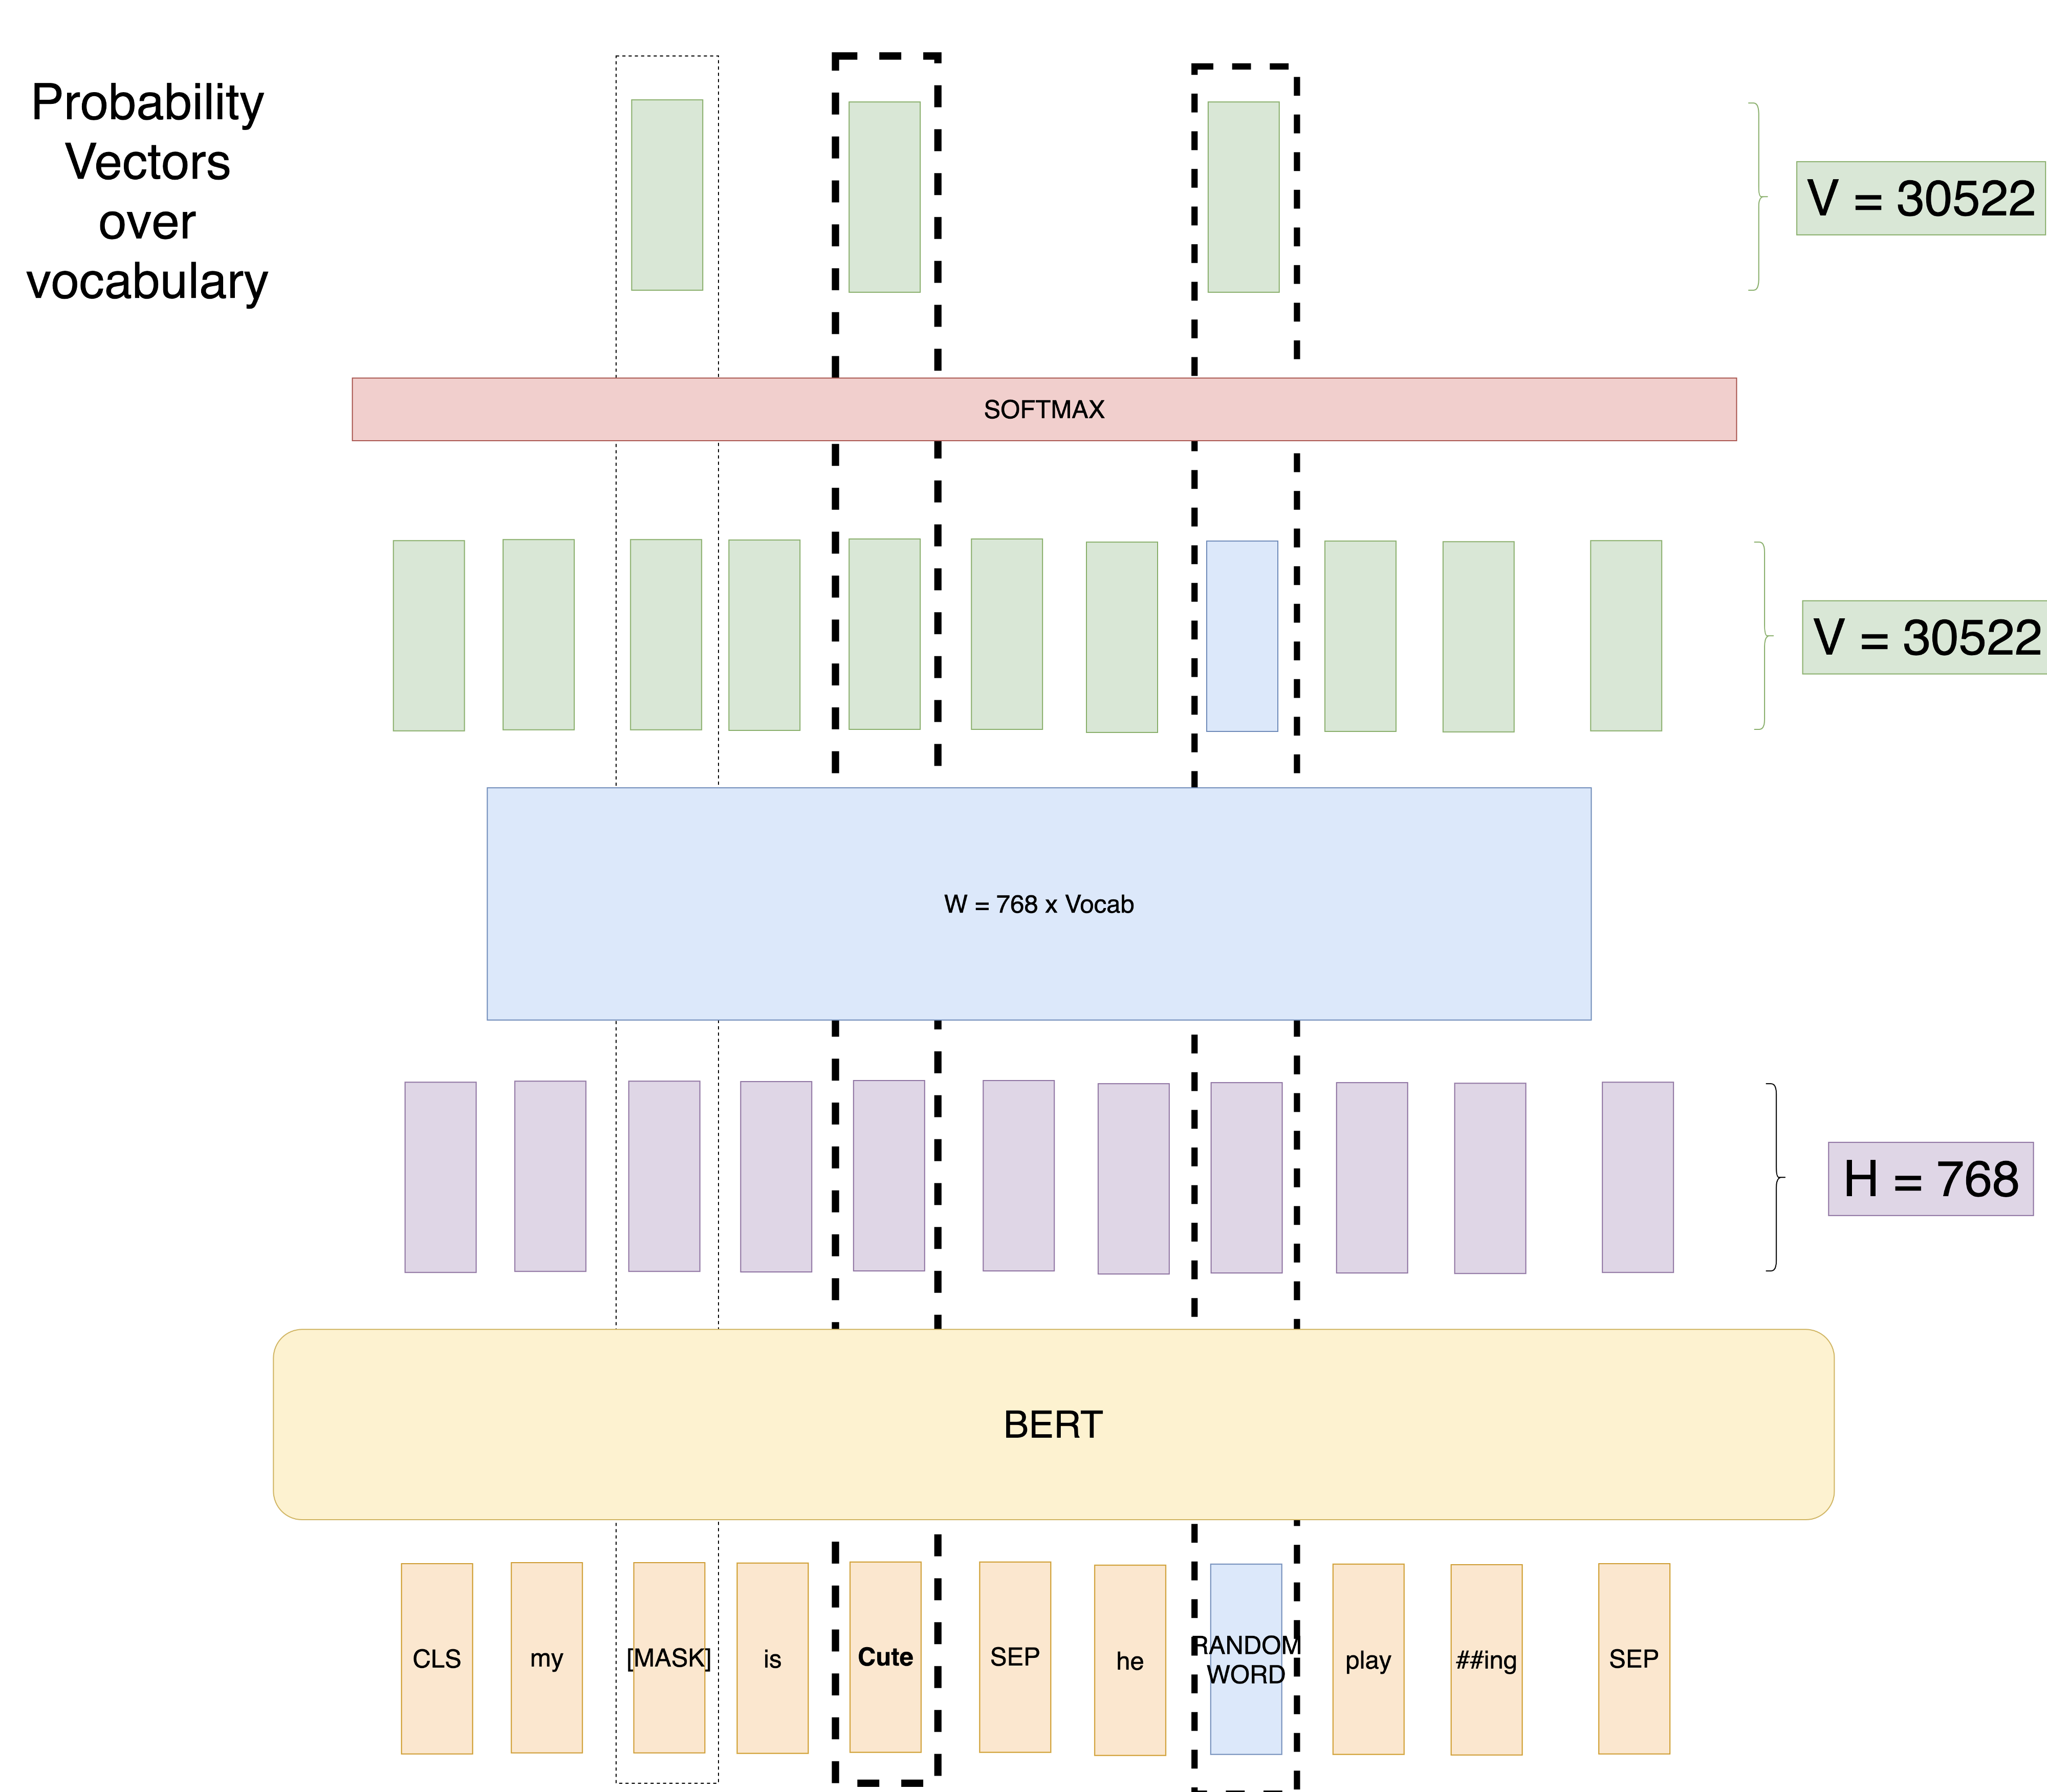 Probability
Vectors
over
vocabulary
V = 30522
SOFTMAX
V = 30522
W = 768 x Vocab
H = 768
BERT
CLS
my
[MASK]
is
Cute
SEP
he
RANDOM
WORD
play
##ing
SEP